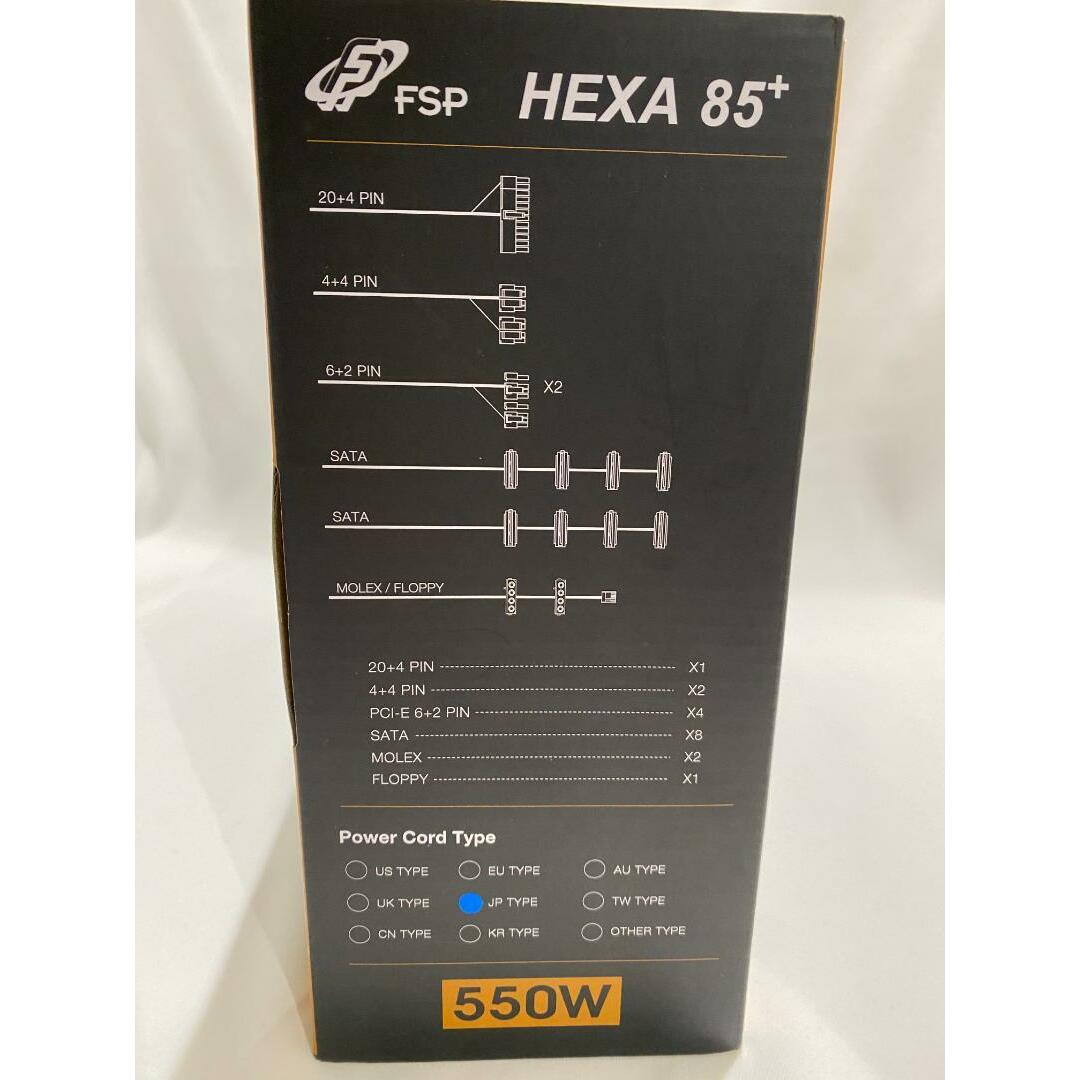 FSP HEXA 85+
20+4 PIN
4+4 PIN
6+2 PIN X2
SATA
SATA
MOLEX / FLOPPY
20+4 PIN X1
4+4 PIN X2
PCI-E 6+2 PIN X4
SATA X8
MOLEX X2
FLOPPY X1
Power Cord Type
US TYPE EU TYPE AU TYPE
UK TYPE JP TYPE TW TYPE
CN TYPE KR TYPE OTHER TYPE
550W